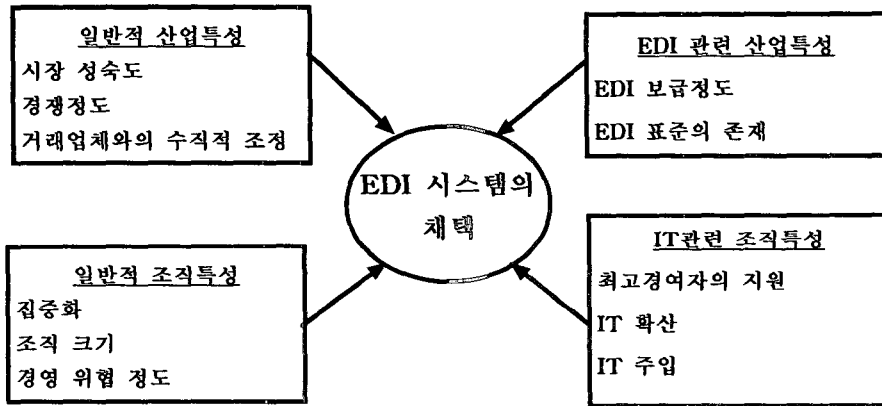 일반적 산업특성
시장 성숙도
경쟁정도
거래업체와의 수직적 조정
EDI 관련 산업특성
EDI 보급정도
EDI 표준의 존재
EDI 시스템의
채택
일반적 조직특성
집중화
조직 크기
경영 위협 정도
IT관련 조직특성
최고경여자의 지원
IT 확산
IT 주입